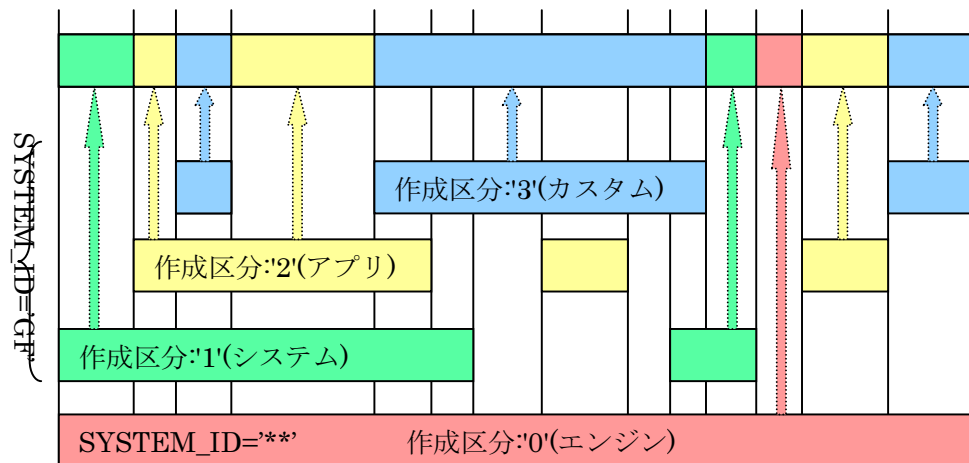 作成区分:'3'(カスタム)
作成区分:'2'(アプリ)
作成区分:'1'(システム)
SYSTEM_ID='GF'
SYSTEM_ID='**' 作成区分:'0'(エンジン)